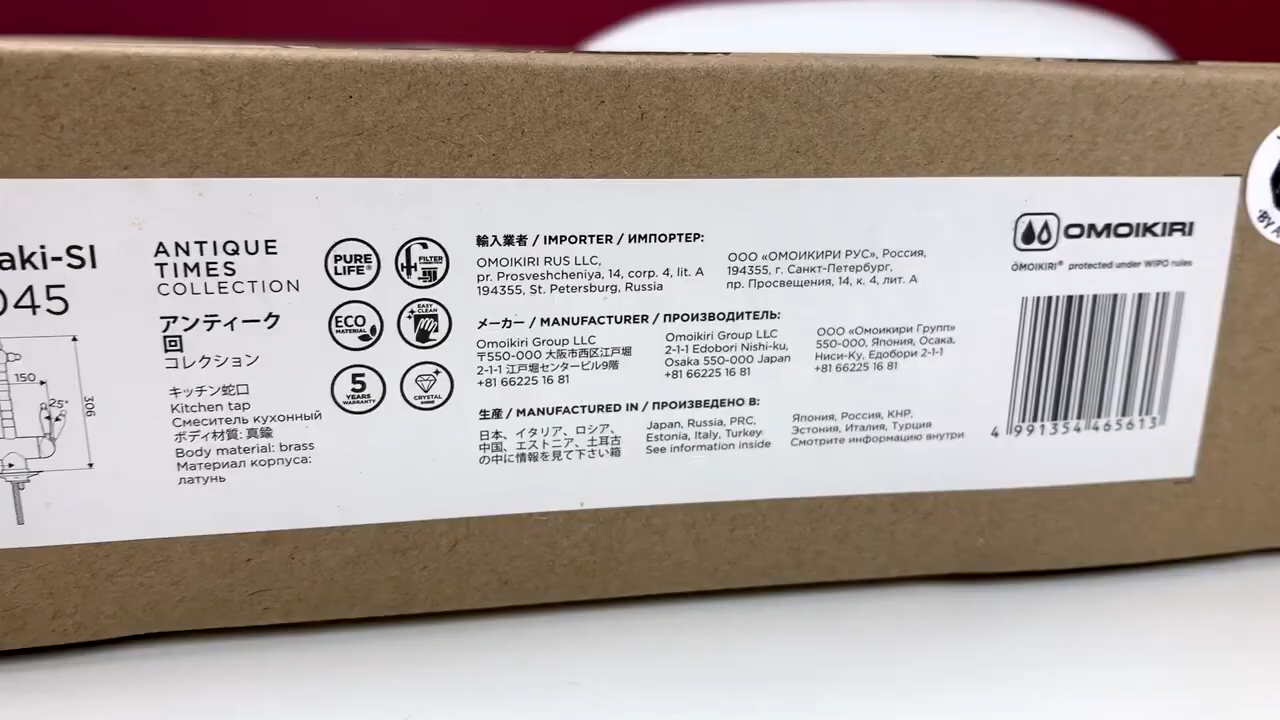 aki-SI
045
150
25°
306
ANTIQUE
TIMES
COLLECTION
アンティーク
回
コレクション
キッチン蛇口
Kitchen tap
Смеситель кухонный
ボディ材質: 真鍮
Body material: brass
Материал корпуса:
латунь
PURE
LIFE®
FILTER
ECO
MATERIAL
EASY
CLEAN
5
YEARS
WARRANTY
CRYSTAL
SHINE
輸入業者 / IMPORTER / ИМПОРТЕР:
OMOIKIRI RUS LLC,
pr. Prosveshcheniya, 14, corp. 4, lit. A
194355, St. Petersburg, Russia
ООО «ОМОИКИРИ РУС», Россия,
194355, г. Санкт-Петербург,
пр. Просвещения, 14, к. 4, лит. А
メーカー / MANUFACTURER / ПРОИЗВОДИТЕЛЬ:
Omoikiri Group LLC
〒550-000 大阪市西区江戸堀
2-1-1 江戸堀センタービル9階
+81 66225 16 81
Omoikiri Group LLC
2-1-1 Edobori Nishi-ku,
Osaka 550-000 Japan
+81 66225 16 81
ООО «Омоикири Групп»
550-000, Япония, Осака,
Ниси-Ку, Едобори 2-1-1
+81 66225 16 81
生産 / MANUFACTURED IN / ПРОИЗВЕДЕНО В:
日本、イタリア、ロシア、
中国、エストニア、土耳古
の中に情報を見て下さい箱
Japan, Russia, PRC,
Estonia, Italy, Turkey
See information inside
Япония, Россия, КНР,
Эстония, Италия, Турция
Смотрите информацию внутри
OMOIKIRI
OMOIKIRI® protected under WIPO rules
4 991354 465613